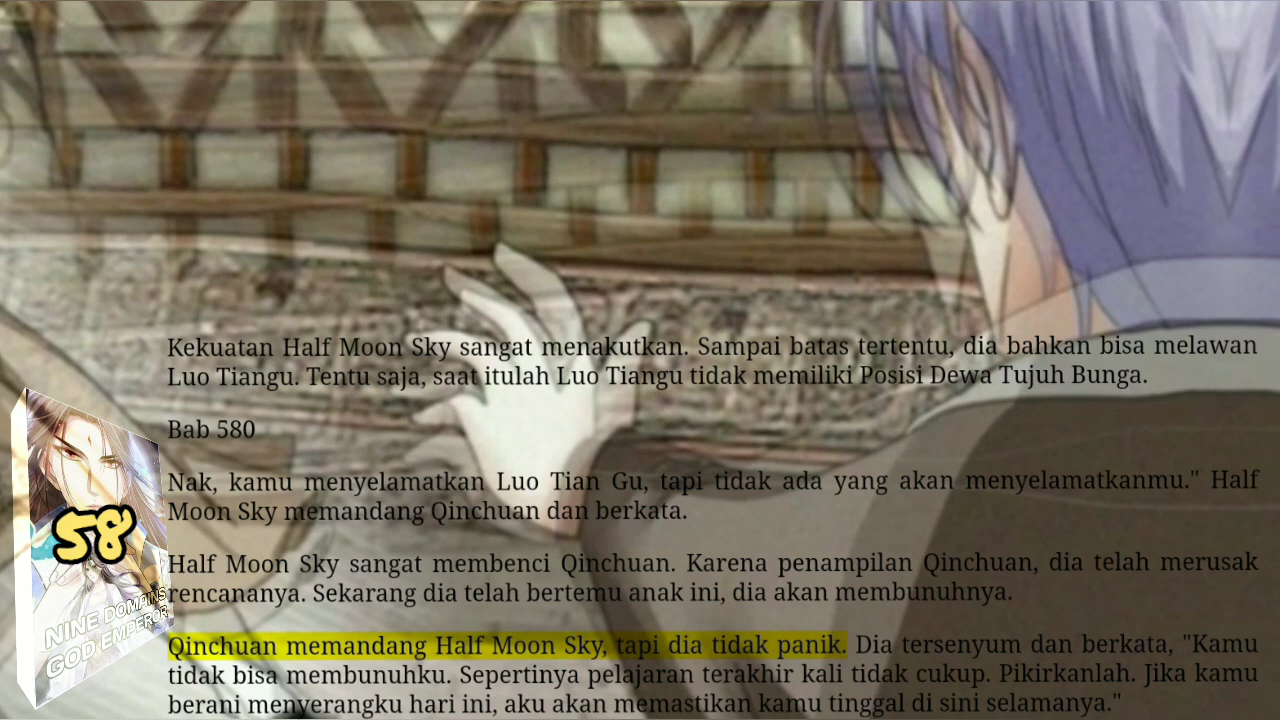 Kekuatan Half Moon Sky sangat menakutkan. Sampai batas tertentu, dia bahkan bisa melawan
Luo Tiangu. Tentu saja, saat itulah Luo Tiangu tidak memiliki Posisi Dewa Tujuh Bunga.
Bab 580
Nak, kamu menyelamatkan Luo Tian Gu, tapi tidak ada yang akan menyelamatkanmu." Half
Moon Sky memandang Qinchuan dan berkata.
Half Moon Sky sangat membenci Qinchuan. Karena penampilan Qinchuan, dia telah merusak
rencananya. Sekarang dia telah bertemu anak ini, dia akan membunuhnya.
Qinchuan memandang Half Moon Sky, tapi dia tidak panik. Dia tersenyum dan berkata, "Kamu
tidak bisa membunuhku. Sepertinya pelajaran terakhir kali tidak cukup. Pikirkanlah. Jika kamu
berani menyerangku hari ini, aku akan memastikan kamu tinggal di sini selamanya."
58
NINE DOMAINS
GOD EMPEROR